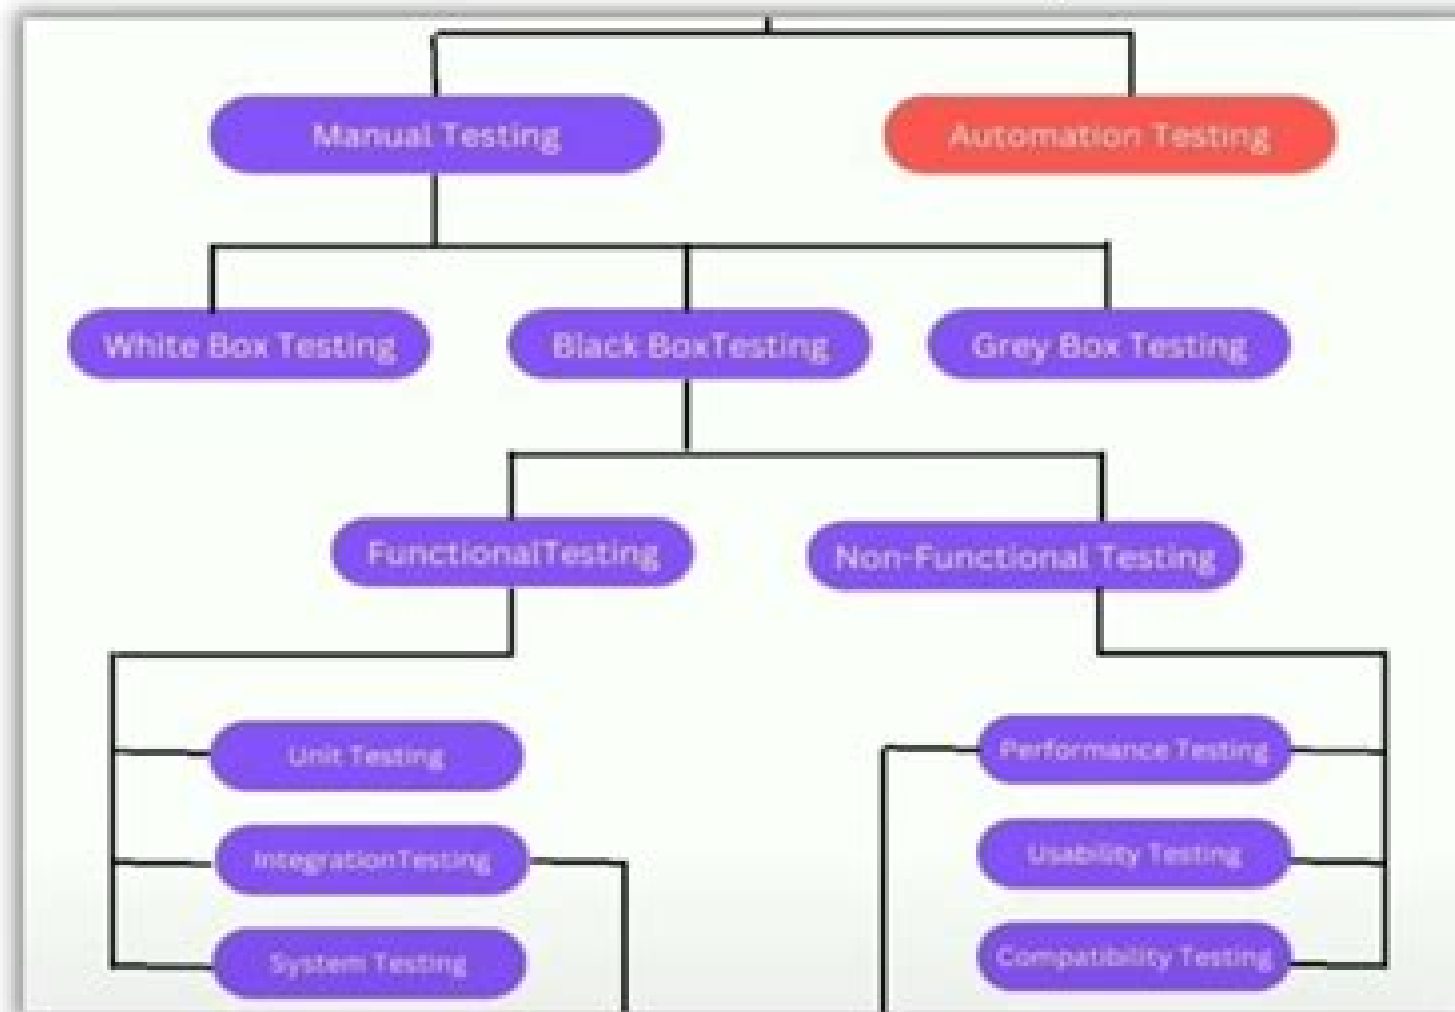 Manual Testing
Automation Testing
White Box Testing
Black BoxTesting
Grey Box Testing
FunctionalTesting
Non-Functional Testing
Unit Testing
Performance Testing
IntegrationTesting
Usability Testing
System Testing
Compatibility Testing